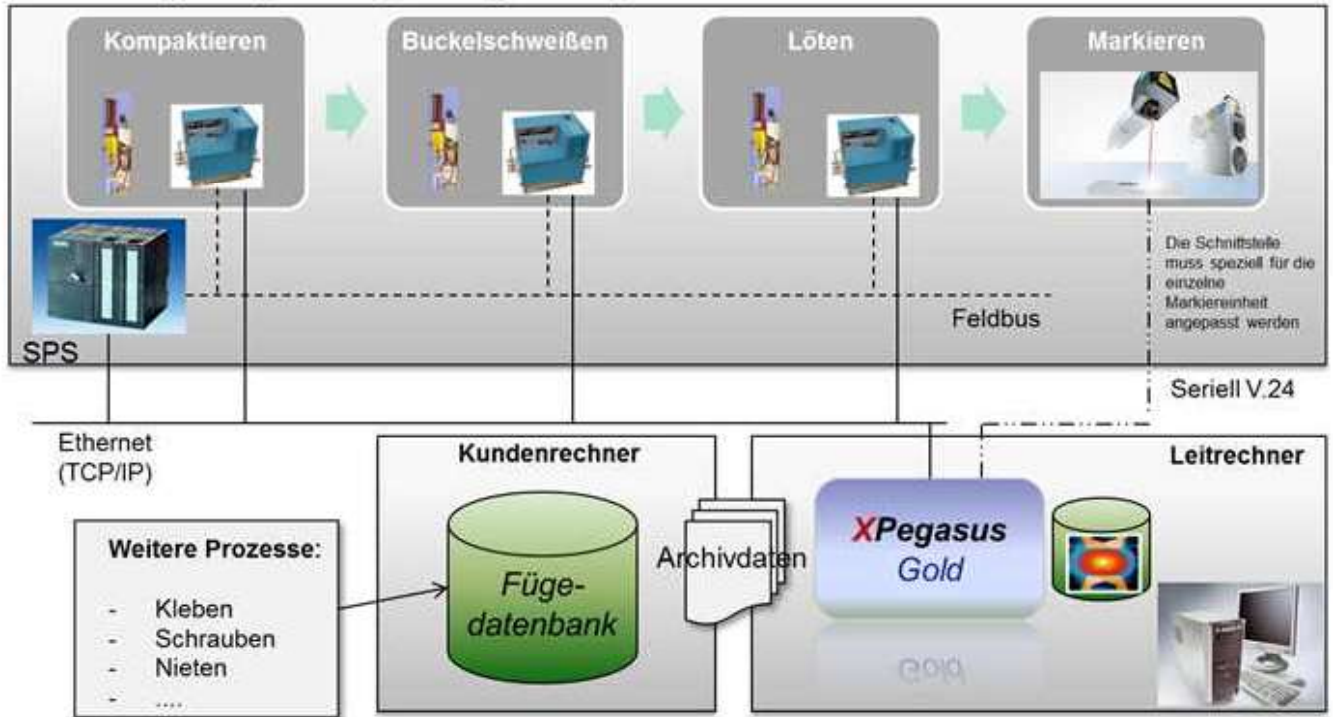 Kompaktieren
Buckelschweißen
Löten
Markieren
Die Schnittstelle
muss speziell für die
einzelne
Markiereinheit
angepasst werden
Feldbus
SPS
Seriell V.24
Ethernet
(TCP/IP)
Kundenrechner
Leitrechner
Weitere Prozesse:
- Kleben
- Schrauben
- Nieten
- ....
Füge-
datenbank
Archivdaten
XPegasus
Gold